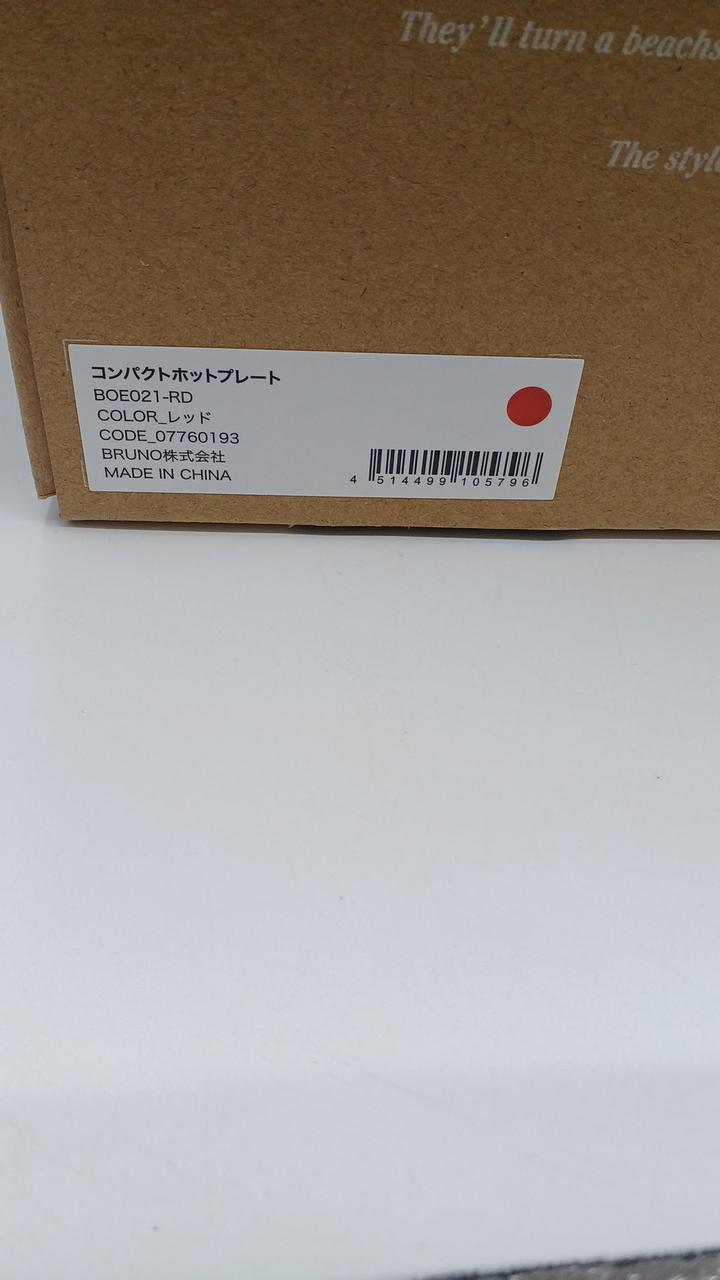 They'll turn a beachs
The style
コンパクトホットプレート
BOE021-RD
COLOR_レッド
CODE_07760193
BRUNO株式会社
MADE IN CHINA
4 514499 105796